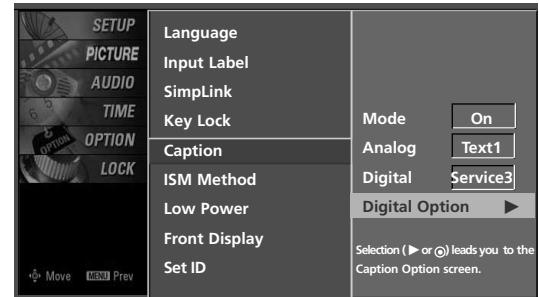 SETUP
PICTURE
AUDIO
TIME
OPTION
LOCK
Move MENU Prev
Language
Input Label
SimpLink
Key Lock
Caption
ISM Method
Low Power
Front Display
Set ID
Mode On
Analog Text1
Digital Service3
Digital Option ▶
Selection ( ▶ or ◉) leads you to the
Caption Option screen.